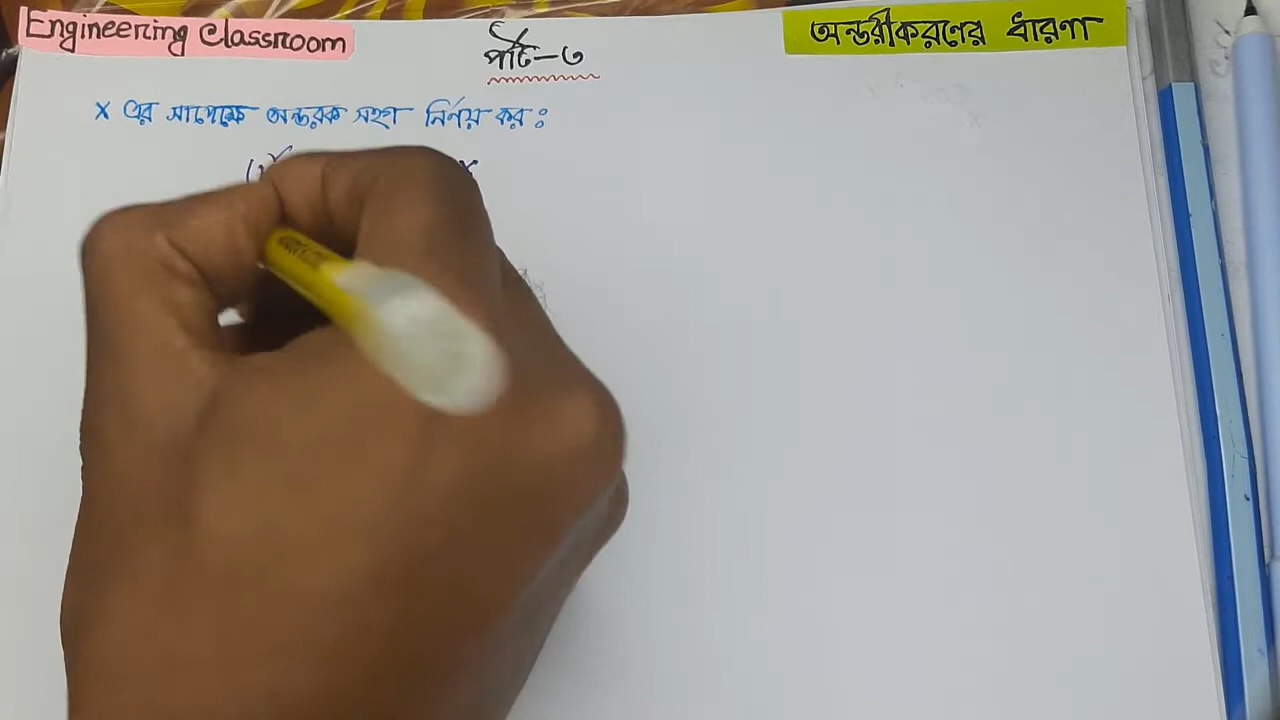 Engineering Classroom
পার্ট-৩
অন্তরীকরণের ধারণা
x এর সাপেক্ষে অন্তরক সহগ নির্ণয় কর: